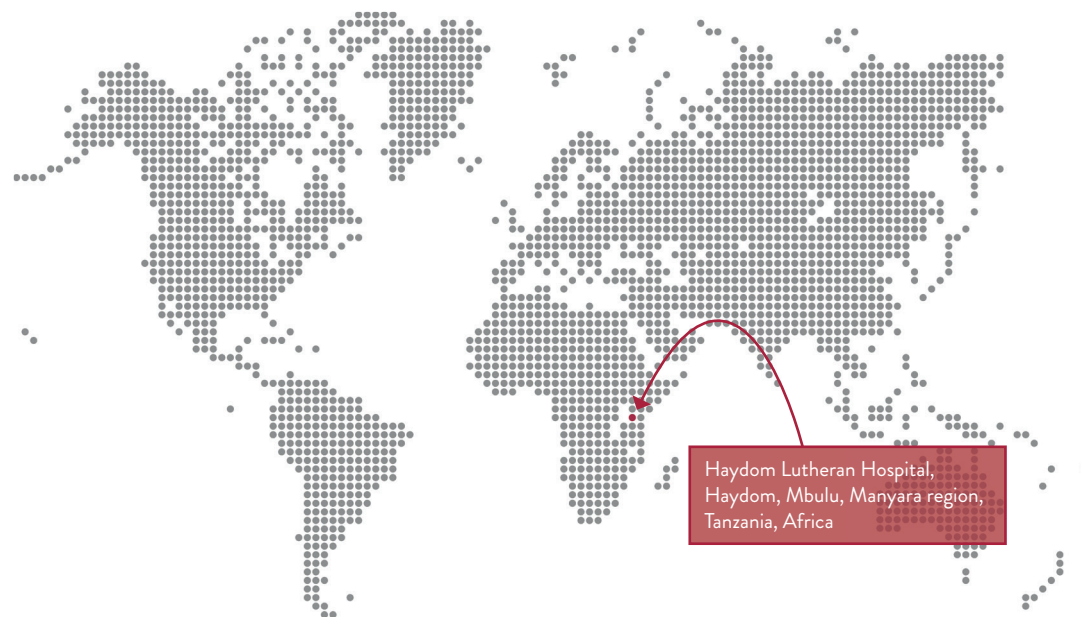 Haydom Lutheran Hospital,
Haydom, Mbulu, Manyara region,
Tanzania, Africa